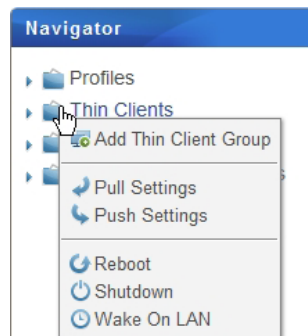 Navigator
Profiles
Thin Clients
Add Thin Client Group
Pull Settings
Push Settings
Reboot
Shutdown
Wake On LAN